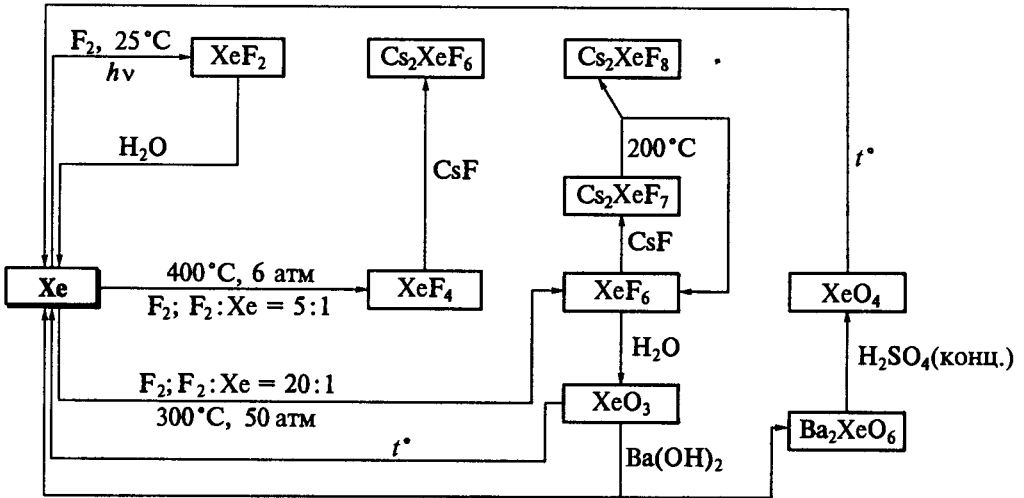 F₂, 25°C
hν
XeF₂
Cs₂XeF₆
Cs₂XeF₈
H₂O
CsF
200°C
t°
Cs₂XeF₇
CsF
Xe
400°C, 6 атм
F₂; F₂:Xe = 5:1
XeF₄
XeF₆
XeO₄
H₂O
H₂SO₄(конц.)
F₂; F₂:Xe = 20:1
300°C, 50 атм
XeO₃
t°
Ba(OH)₂
Ba₂XeO₆